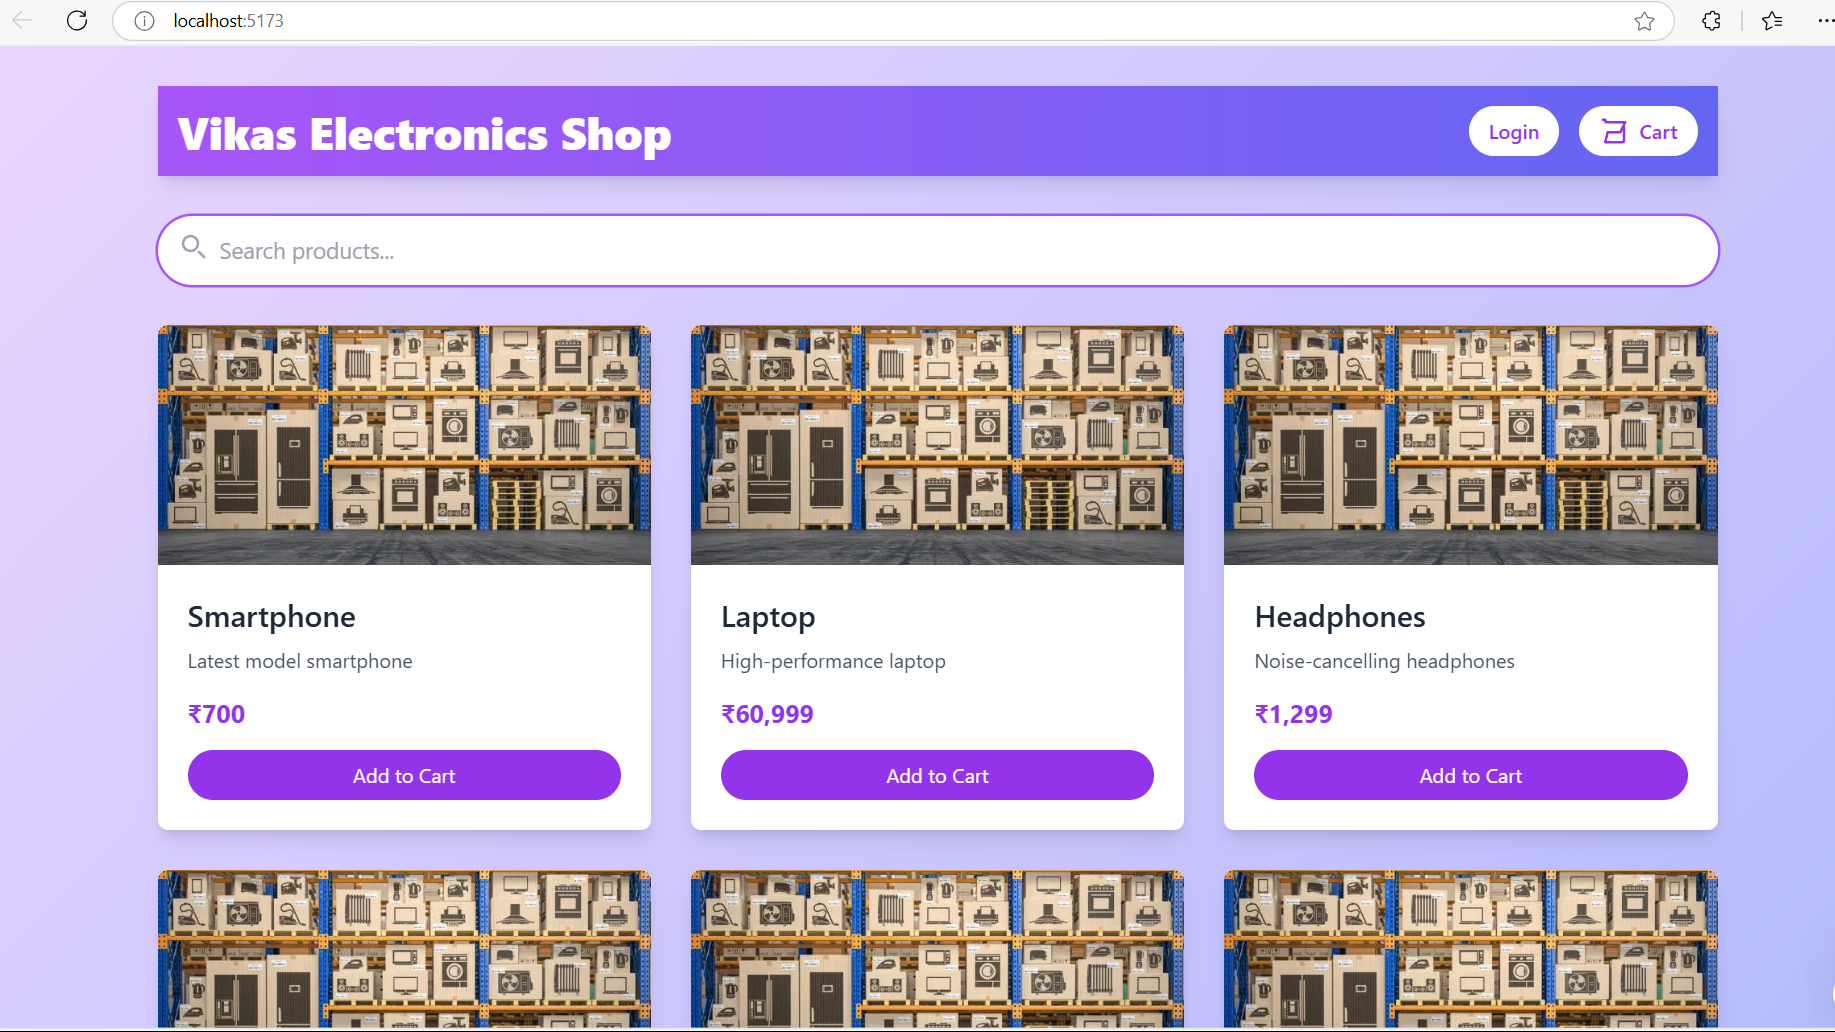 localhost:5173
Vikas Electronics Shop
Login
Cart
Search products...
Smartphone
Latest model smartphone
₹700
Add to Cart
Laptop
High-performance laptop
₹60,999
Add to Cart
Headphones
Noise-cancelling headphones
₹1,299
Add to Cart